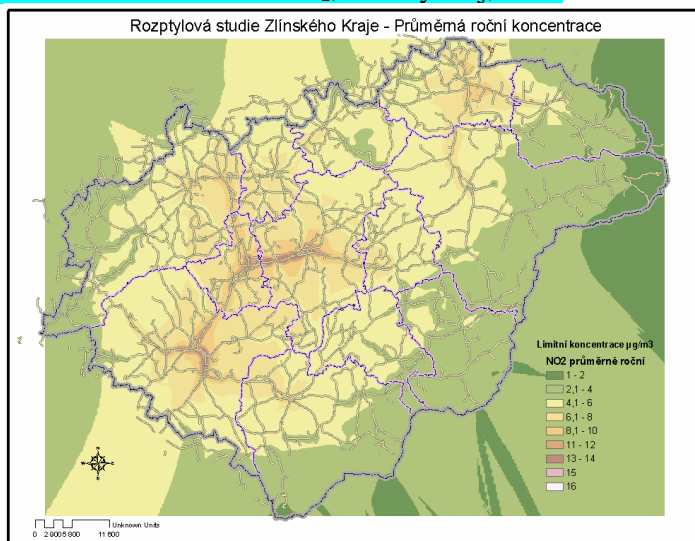 Rozptylová studie Zlínského Kraje - Průměrná roční koncentrace
Limitní koncentrace µg/m3
NO2 průměrné roční
1 - 2
2,1 - 4
4,1 - 6
6,1 - 8
8,1 - 10
11 - 12
13 - 14
15
16
Unknown Units
0 2 900 5 800 11 600